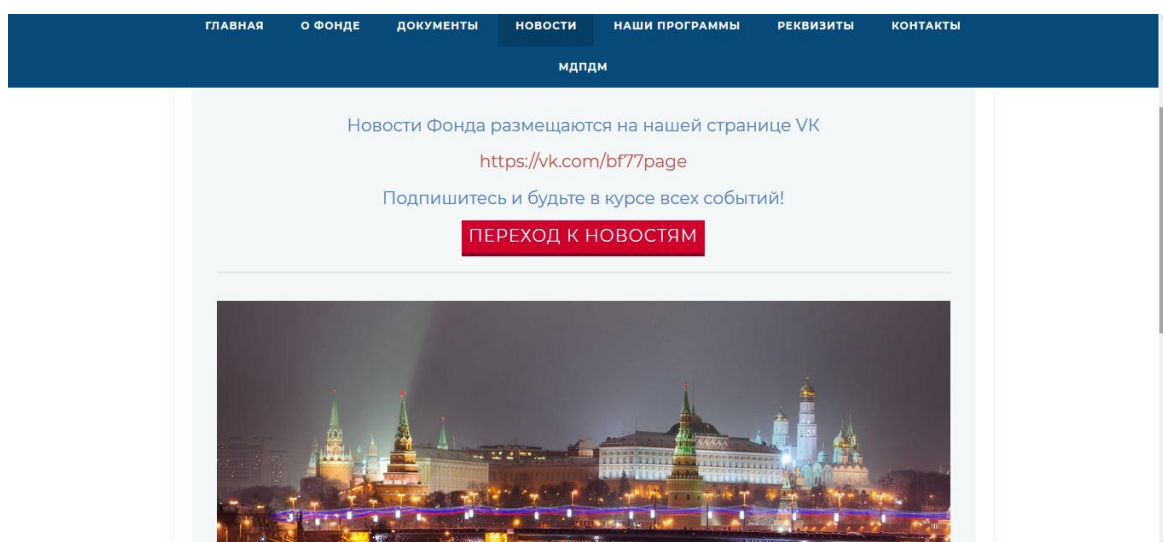 ГЛАВНАЯ О ФОНДЕ ДОКУМЕНТЫ НОВОСТИ НАШИ ПРОГРАММЫ РЕКВИЗИТЫ КОНТАКТЫ
МДПДМ
Новости Фонда размещаются на нашей странице VK
https://vk.com/bf77page
Подпишитесь и будьте в курсе всех событий!
ПЕРЕХОД К НОВОСТЯМ